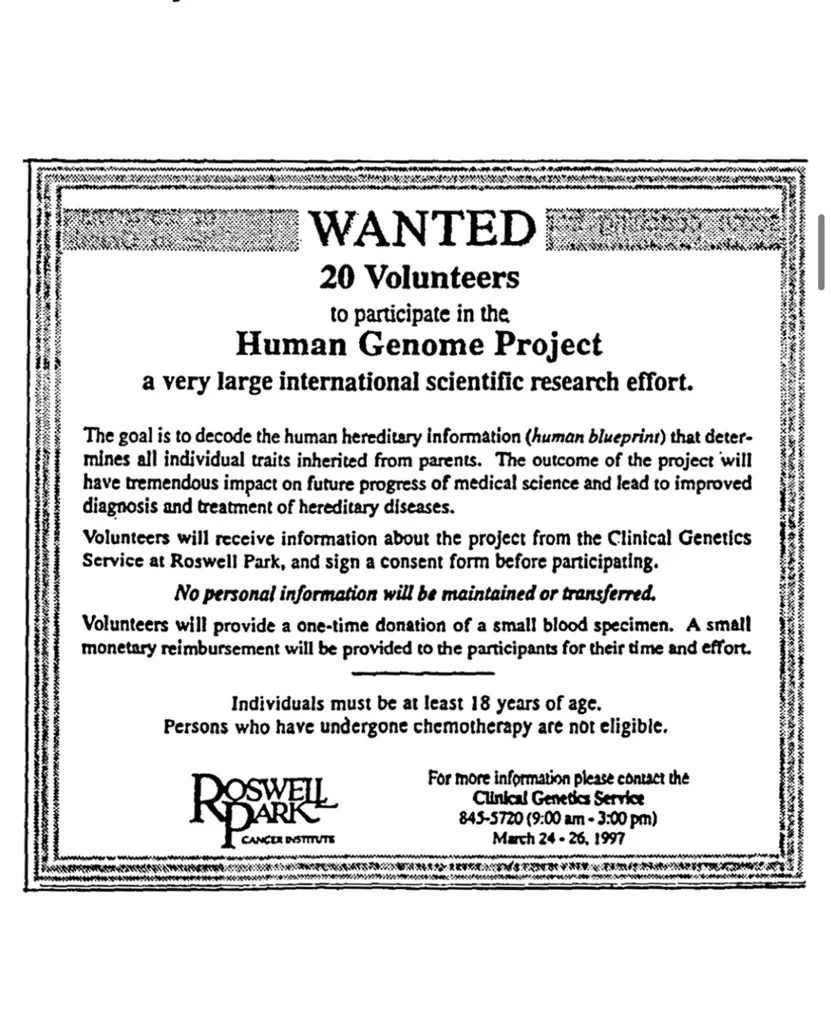 WANTED
20 Volunteers
to participate in the
Human Genome Project
a very large international scientific research effort.
The goal is to decode the human hereditary information (human blueprint) that deter-
mines all individual traits inherited from parents. The outcome of the project will
have tremendous impact on future progress of medical science and lead to improved
diagnosis and treatment of hereditary diseases.
Volunteers will receive information about the project from the Clinical Genetics
Service at Roswell Park, and sign a consent form before participating.
No personal information will be maintained or transferred.
Volunteers will provide a one-time donation of a small blood specimen. A small
monetary reimbursement will be provided to the participants for their time and effort.
Individuals must be at least 18 years of age.
Persons who have undergone chemotherapy are not eligible.
ROSWELL
PARK
CANCER INSTITUTE
For more information please contact the
Clinical Genetics Service
845-5720 (9:00 am - 3:00 pm)
March 24 - 26, 1997